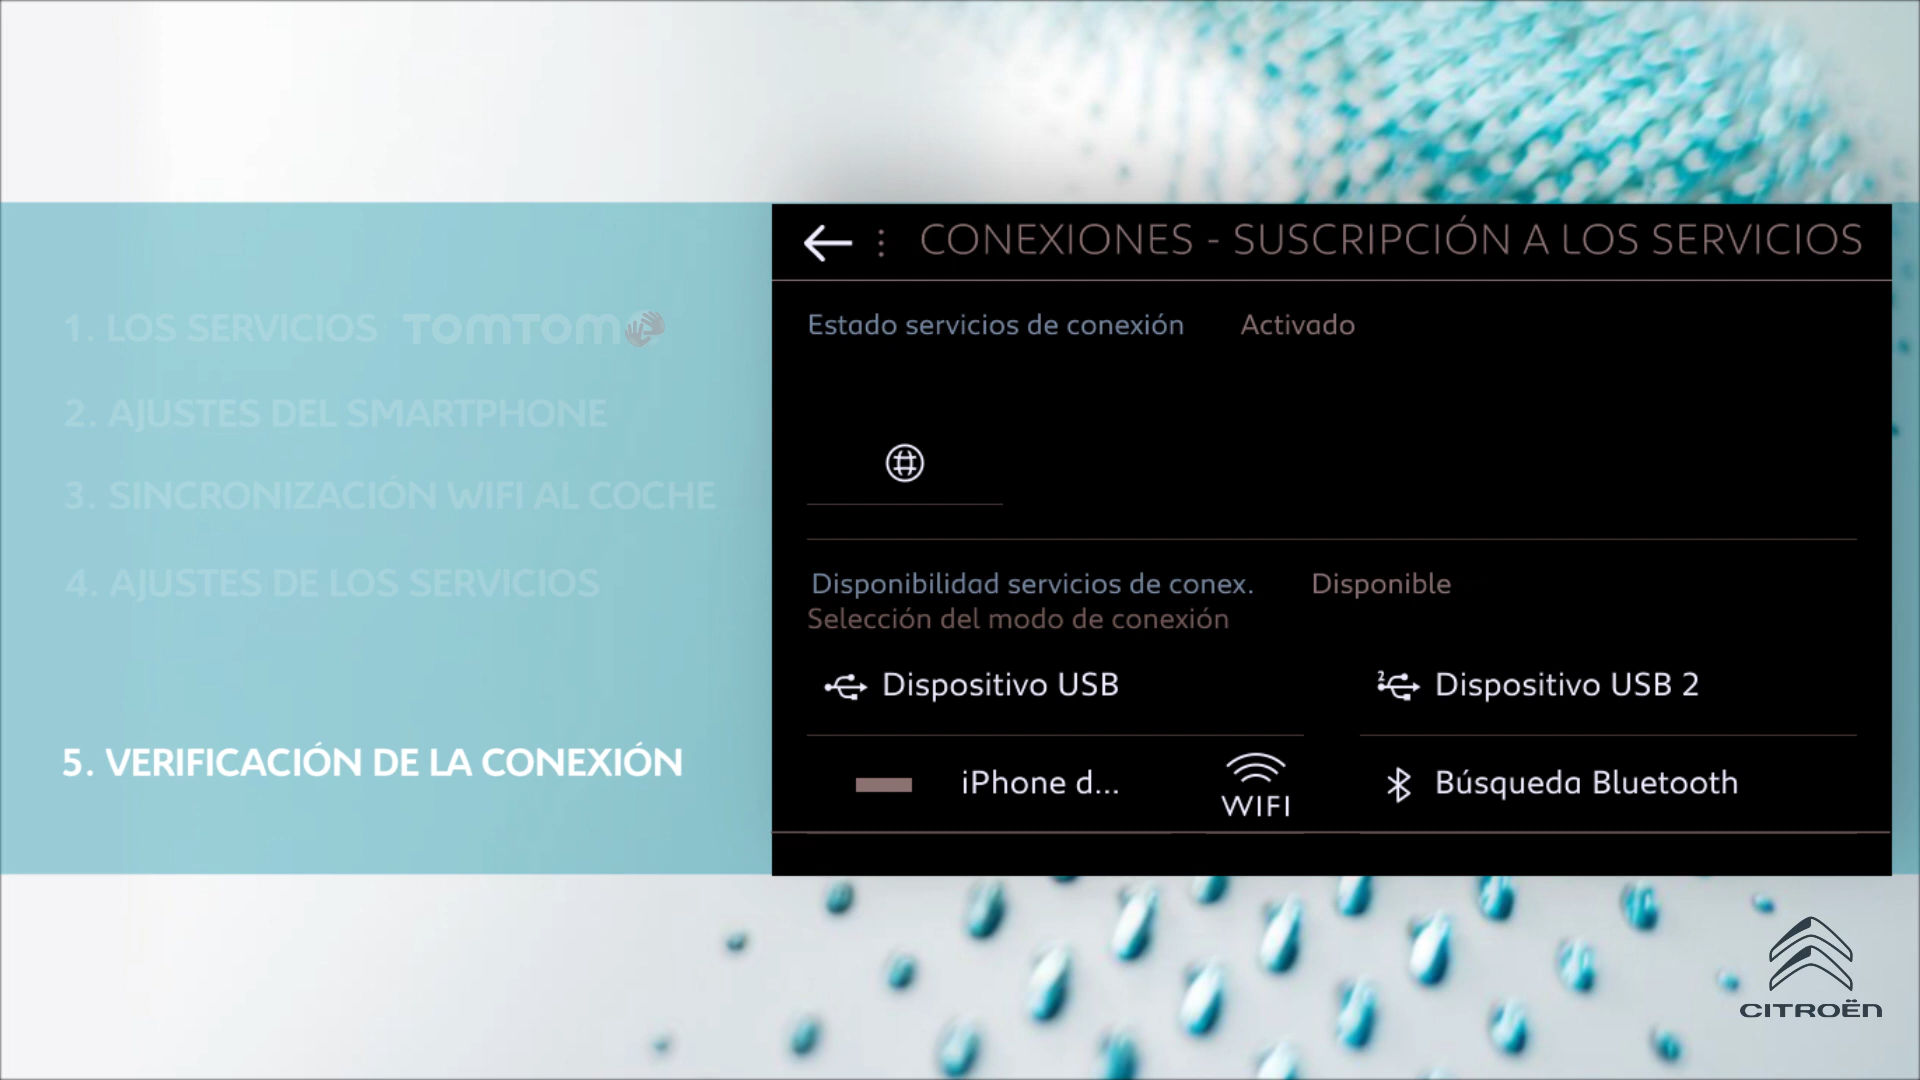 1. LOS SERVICIOS TOMTOM
2. AJUSTES DEL SMARTPHONE
3. SINCRONIZACIÓN WIFI AL COCHE
4. AJUSTES DE LOS SERVICIOS
5. VERIFICACIÓN DE LA CONEXIÓN
CONEXIONES - SUSCRIPCIÓN A LOS SERVICIOS
Estado servicios de conexión Activado
Disponibilidad servicios de conex. Disponible
Selección del modo de conexión
Dispositivo USB
2 Dispositivo USB 2
iPhone d... WIFI
Búsqueda Bluetooth
CITROËN